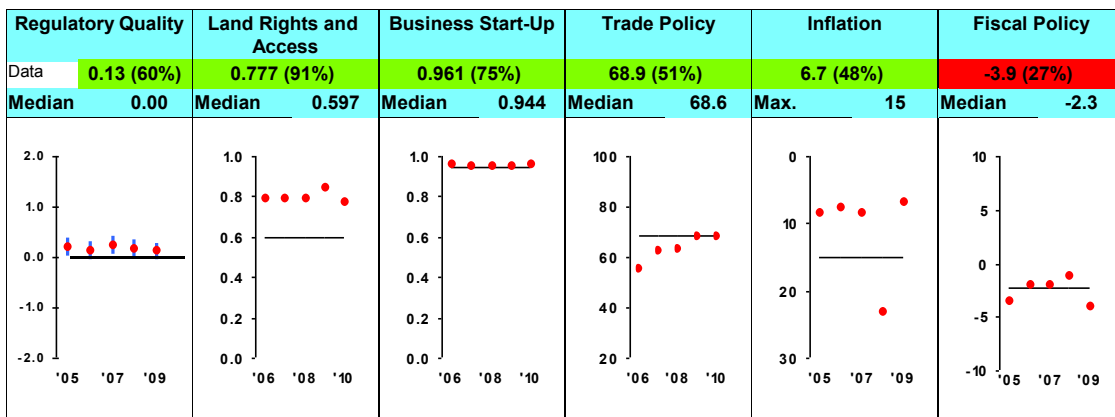 Regulatory Quality
Land Rights and
Access
Business Start-Up
Trade Policy
Inflation
Fiscal Policy
Data 0.13 (60%) 0.777 (91%) 0.961 (75%) 68.9 (51%) 6.7 (48%) -3.9 (27%)
Median 0.00 Median 0.597 Median 0.944 Median 68.6 Max. 15 Median -2.3
2.0
1.0
0.0
-1.0
-2.0
'05 '07 '09
1.0
0.8
0.6
0.4
0.2
0.0
'06 '10
1.0
0.8
0.6
0.4
0.2
0.0
'06 '08 '10
100
80
60
40
20
'06 '08 '10
0
10
20
30
'05 '07 '09
10
5
0
-5
-10
'05 '07 '09